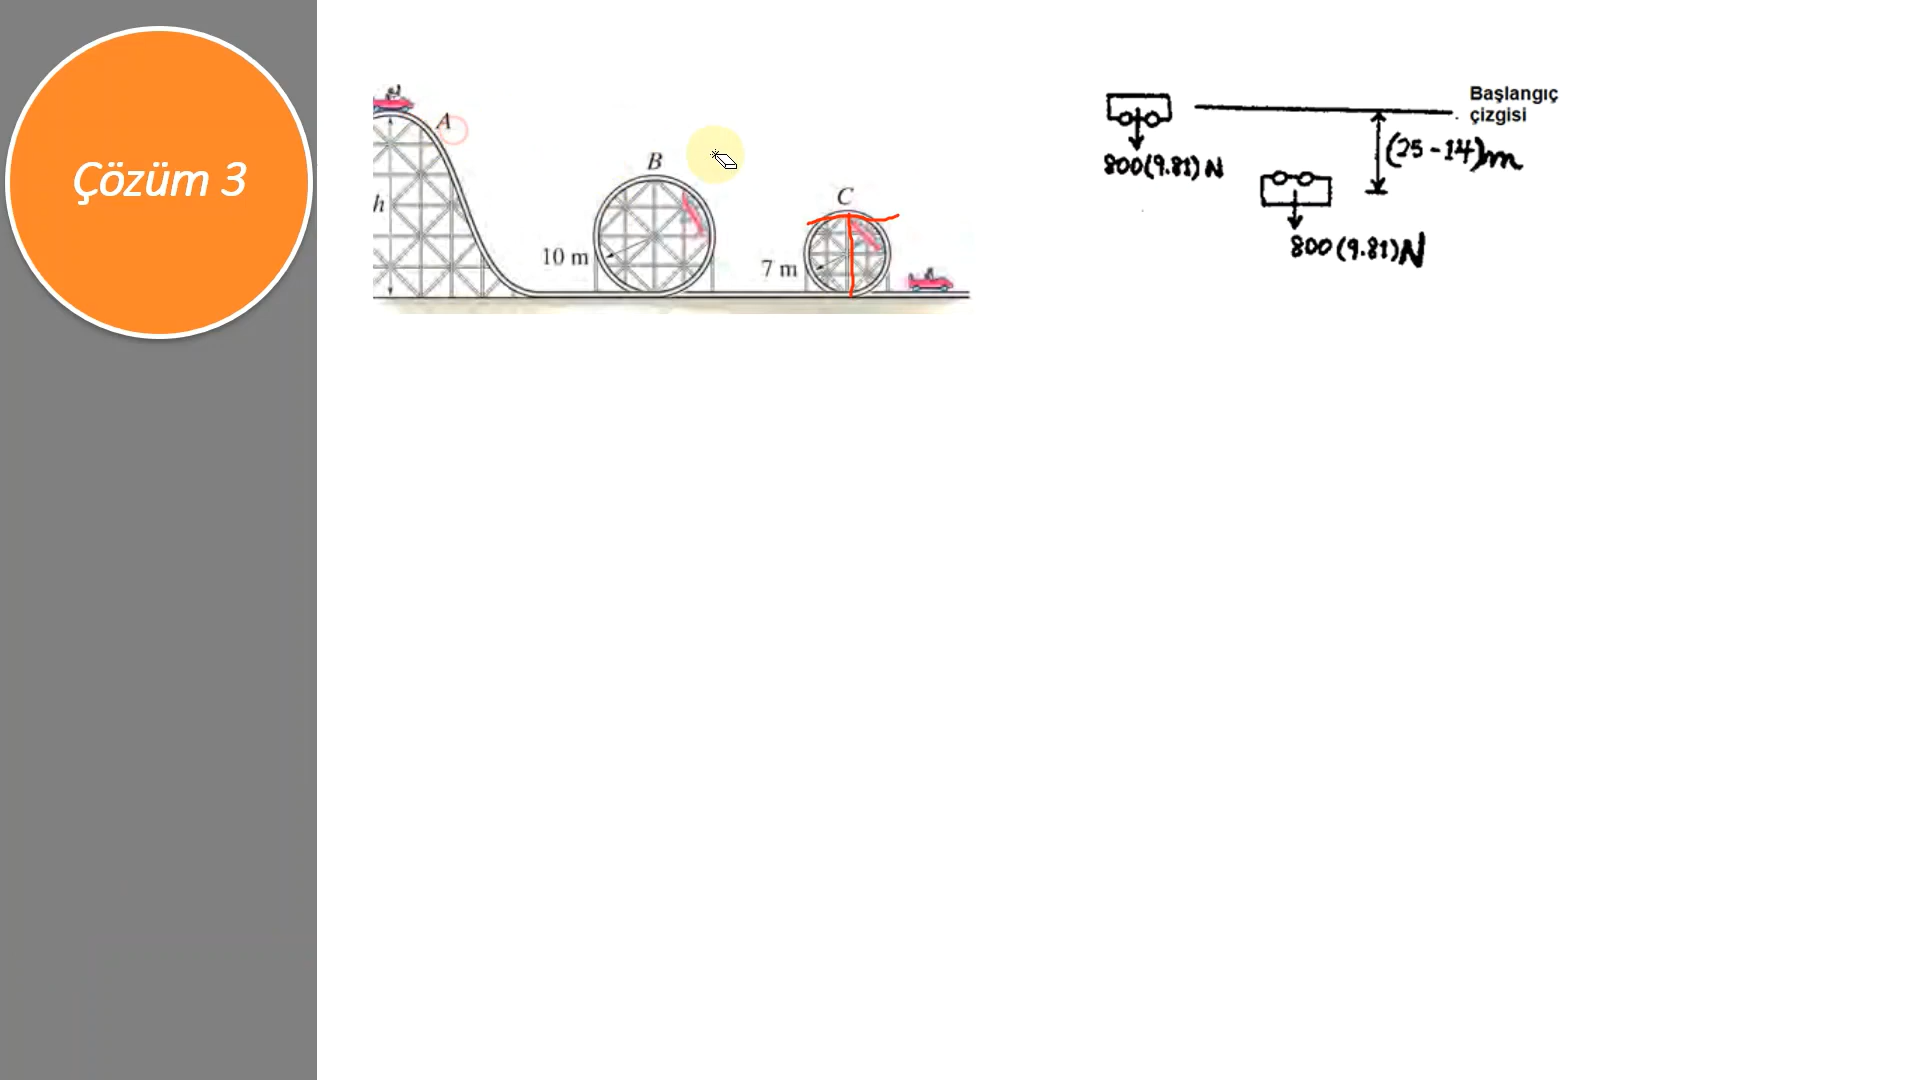 Çözüm 3
A
h
B
10 m
C
7 m
Başlangıç
çizgisi
(25-14)m
800(9.81) N
800(9.81)N